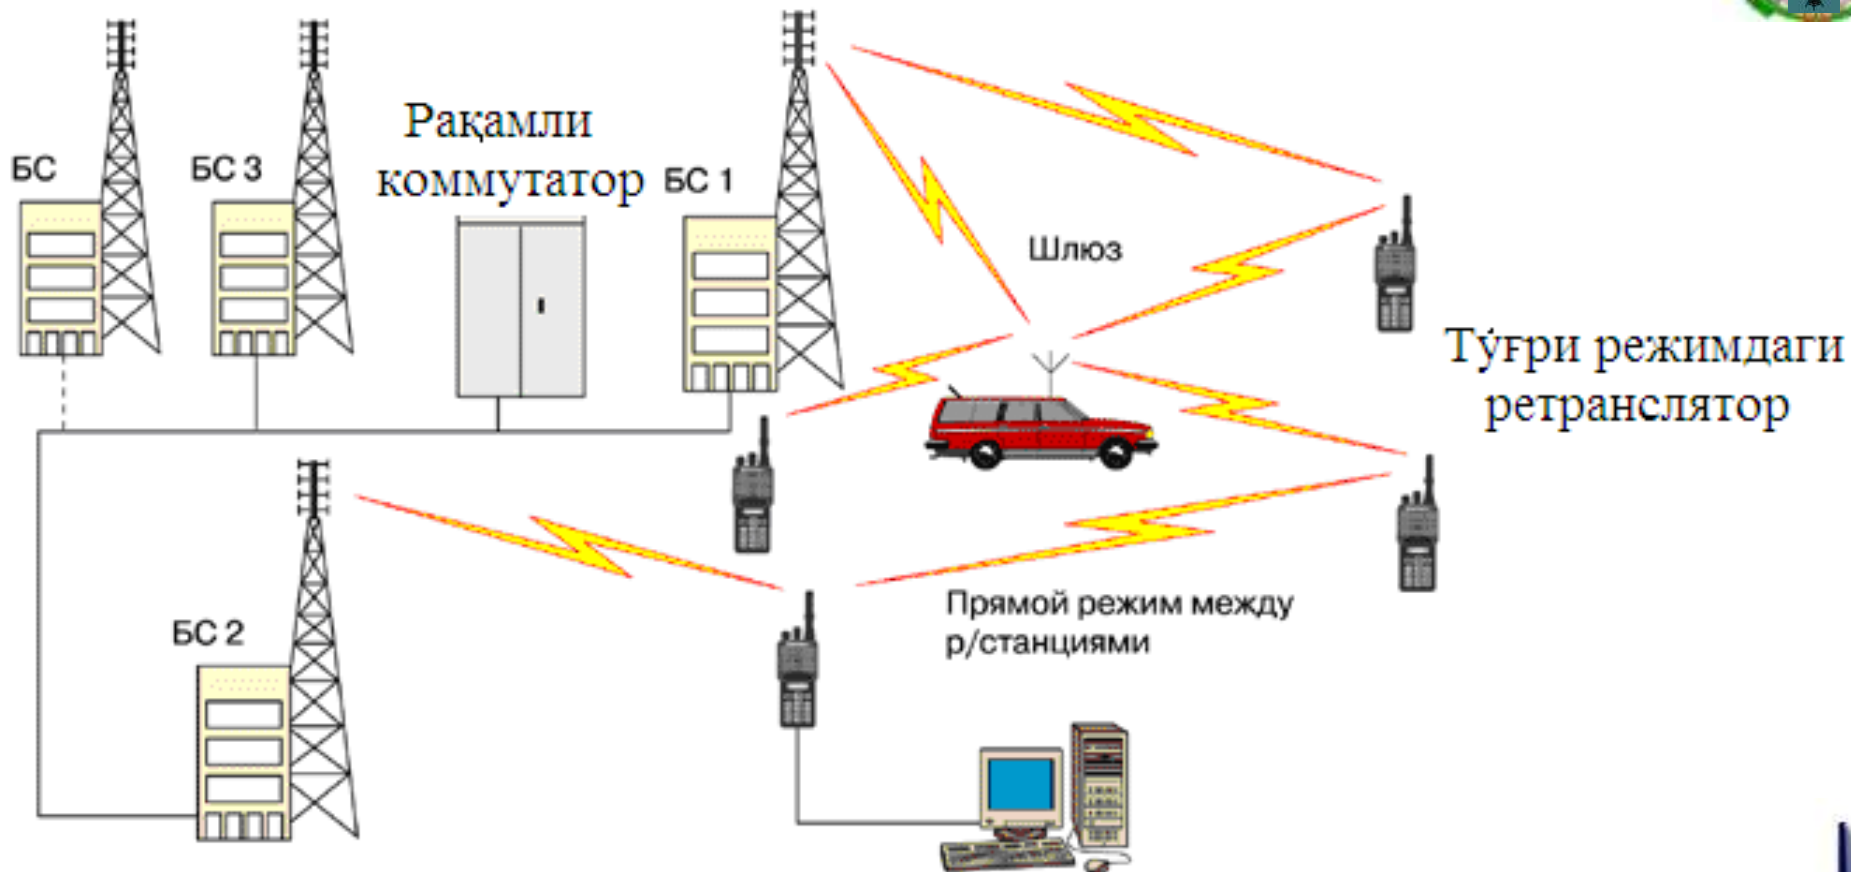 БС
БС 3
Рақамли
коммутатор
БС 1
Шлюз
Тўғри режимдаги
ретранслятор
БС 2
Прямой режим между
р/станциями